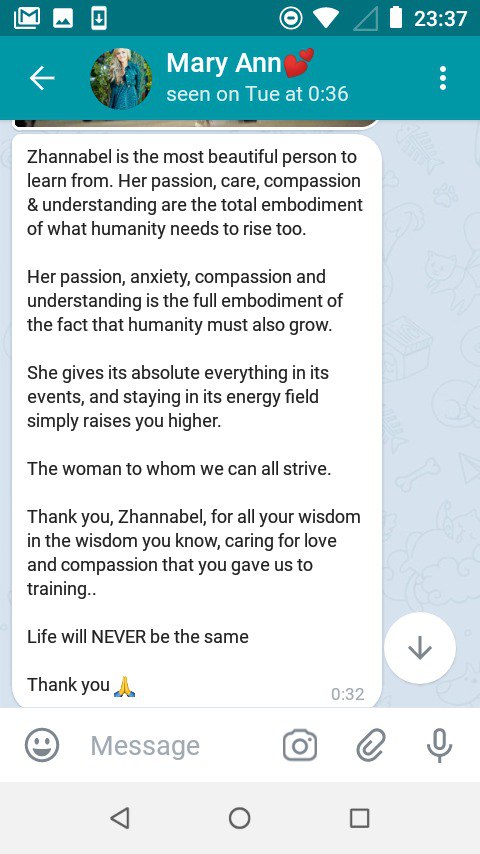 23:37
Mary Ann💕
seen on Tue at 0:36
Zhannabel is the most beautiful person to
learn from. Her passion, care, compassion
& understanding are the total embodiment
of what humanity needs to rise too.
Her passion, anxiety, compassion and
understanding is the full embodiment of
the fact that humanity must also grow.
She gives its absolute everything in its
events, and staying in its energy field
simply raises you higher.
The woman to whom we can all strive.
Thank you, Zhannabel, for all your wisdom
in the wisdom you know, caring for love
and compassion that you gave us to
training..
Life will NEVER be the same
Thank you🙏
0:32
Message